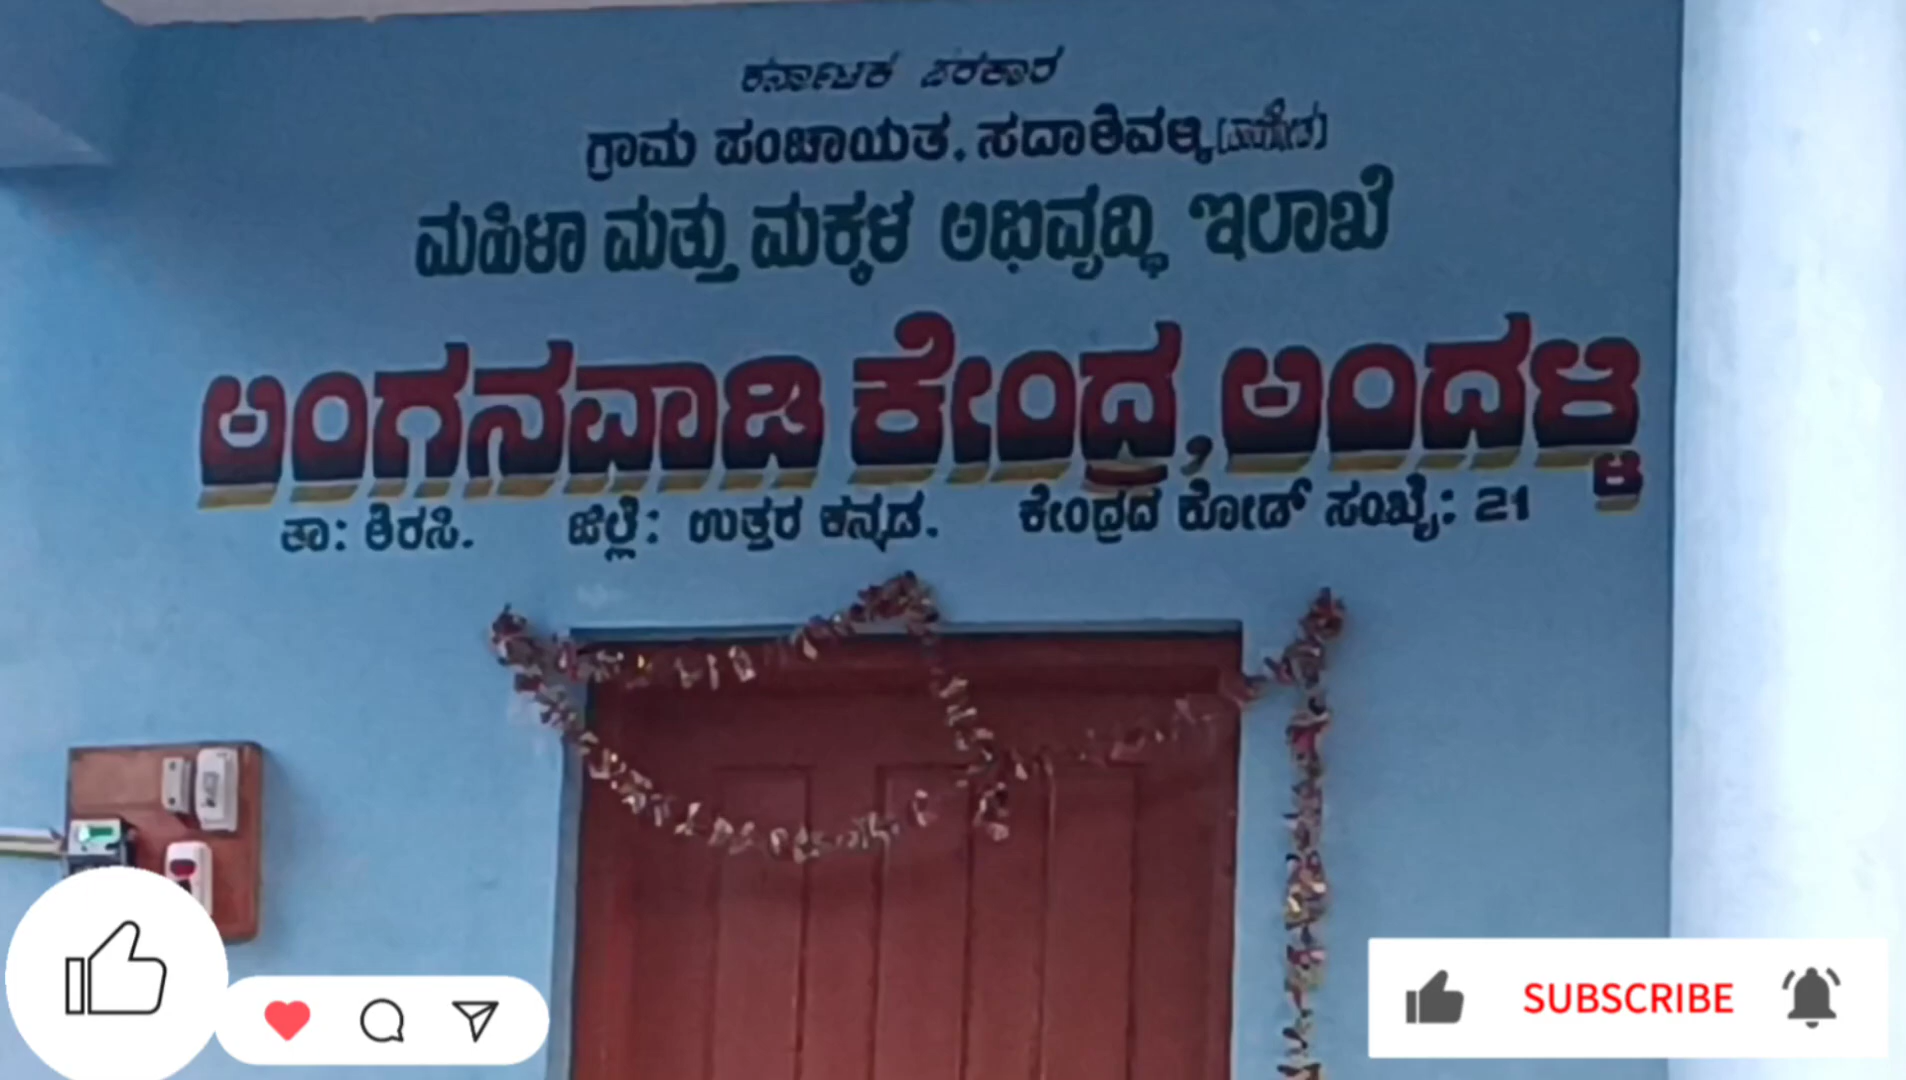 ಕರ್ನಾಟಕ ಸರಕಾರ
ಗ್ರಾಮ ಪಂಚಾಯತ. ಸದಾಶಿವಳ್ಳಿ
ಮಹಿಳಾ ಮತ್ತು ಮಕ್ಕಳ ಅಭಿವೃದ್ಧಿ ಇಲಾಖೆ
ಅಂಗನವಾಡಿ ಕೇಂದ್ರ, ಅಂದಳ್ಳಿ
ತಾ: ಶಿರಸಿ. ಜಿಲ್ಲೆ: ಉತ್ತರ ಕನ್ನಡ. ಕೇಂದ್ರದ ಕೋಡ್ ಸಂಖ್ಯೆ: 21
SUBSCRIBE